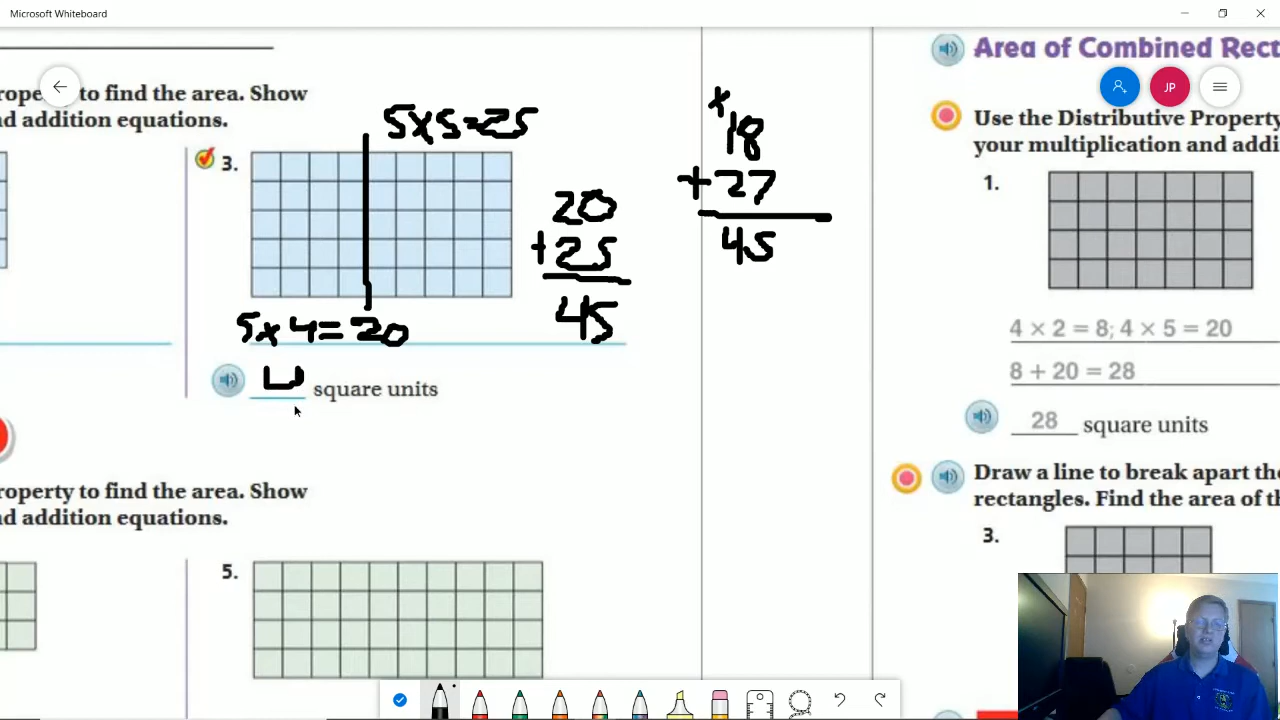 Microsoft Whiteboard
rope to find the area. Show
nd addition equations.
3.
5x5=25
20
+25
45
5x4=20
square units
x
18
+27
45
roperty to find the area. Show
nd addition equations.
5.
Area of Combined Rect
JP
Use the Distributive Property
your multiplication and addi
1.
4 × 2 = 8; 4 × 5 = 20
8 + 20 = 28
28 square units
Draw a line to break apart the
rectangles. Find the area of th
3.